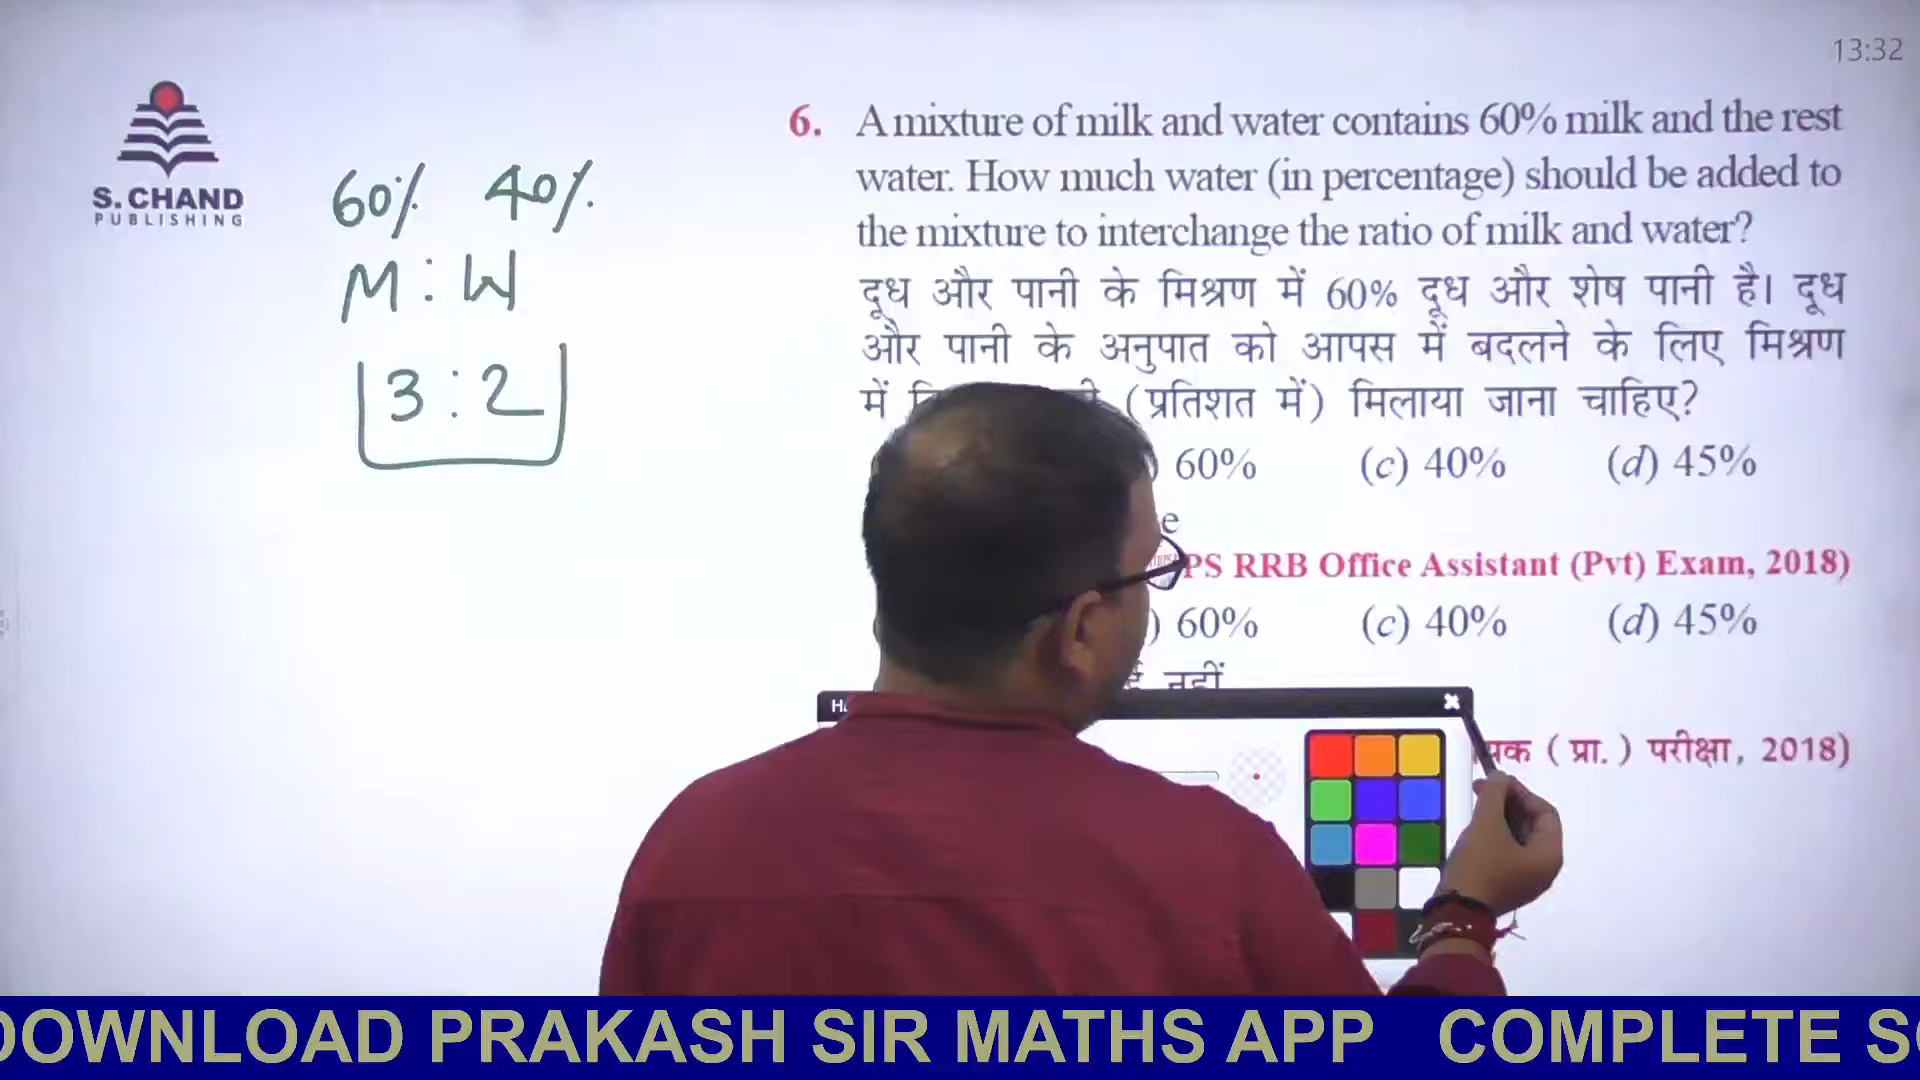 13:32
S. CHAND
PUBLISHING
60% 40%
M : W
3 : 2
6. A mixture of milk and water contains 60% milk and the rest
water. How much water (in percentage) should be added to
the mixture to interchange the ratio of milk and water?
दूध और पानी के मिश्रण में 60% दूध और शेष पानी है। दूध
और पानी के अनुपात को आपस में बदलने के लिए मिश्रण
में (प्रतिशत में) मिलाया जाना चाहिए?
) 60% (c) 40% (d) 45%
PS RRB Office Assistant (Pvt) Exam, 2018)
) 60% (c) 40% (d) 45%
नहीं
( प्रा. ) परीक्षा, 2018)
DOWNLOAD PRAKASH SIR MATHS APP COMPLETE